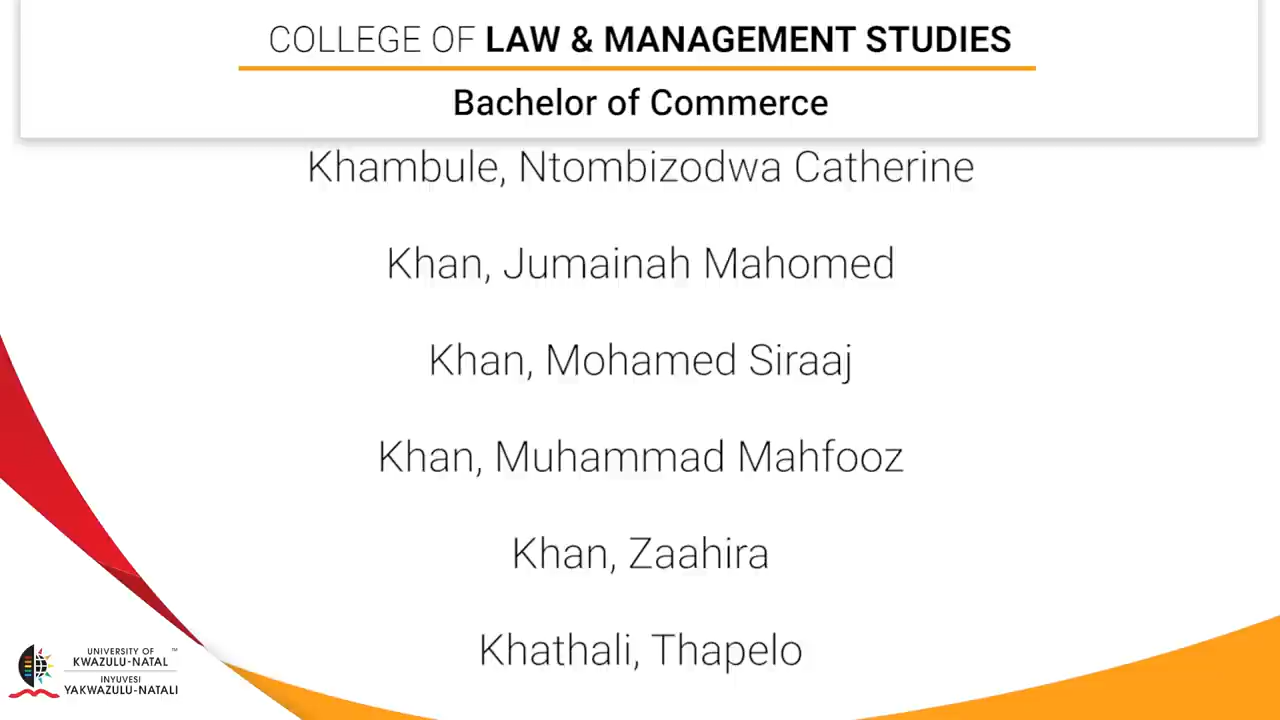 COLLEGE OF LAW & MANAGEMENT STUDIES
Bachelor of Commerce
Khambule, Ntombizodwa Catherine
Khan, Jumainah Mahomed
Khan, Mohamed Siraaj
Khan, Muhammad Mahfooz
Khan, Zaahira
Khathali, Thapelo
UNIVERSITY OF ™
KWAZULU-NATAL
INYUVESI
YAKWAZULU-NATALI